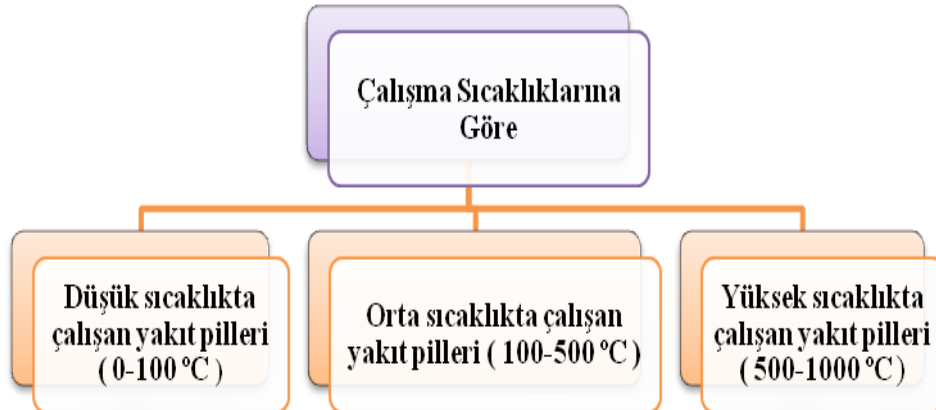 Çalışma Sıcaklıklarına
Göre
Düşük sıcaklıkta
çalışan yakıt pilleri
( 0-100 ºC )
Orta sıcaklıkta çalışan
yakıt pilleri ( 100-500 ºC)
Yüksek sıcaklıkta
çalışan yakıt pilleri
( 500-1000 ºC)